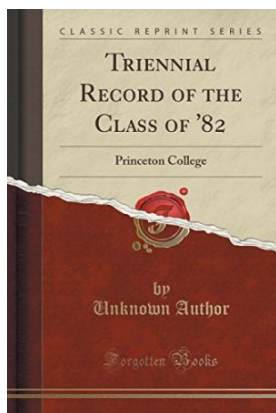 CLASSIC REPRINT SERIES
TRIENNIAL
RECORD OF THE
CLASS OF '82
Princeton College
by
Unknown Author
Forgotten Books